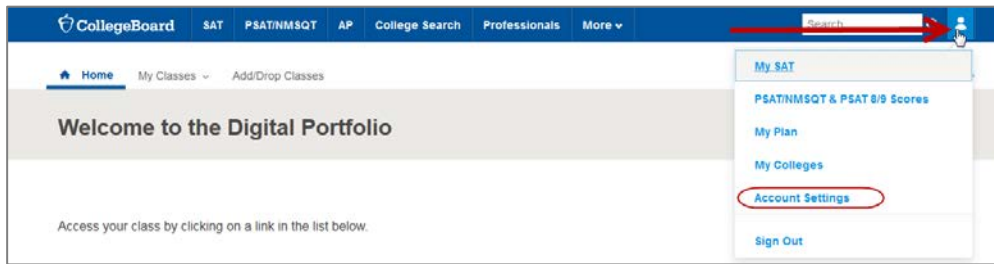 CollegeBoard SAT PSAT/NMSQT AP College Search Professionals More Search
Home My Classes Add/Drop Classes
Welcome to the Digital Portfolio
Access your class by clicking on a link in the list below.
My SAT
PSAT/NMSQT & PSAT 8/9 Scores
My Plan
My Colleges
Account Settings
Sign Out